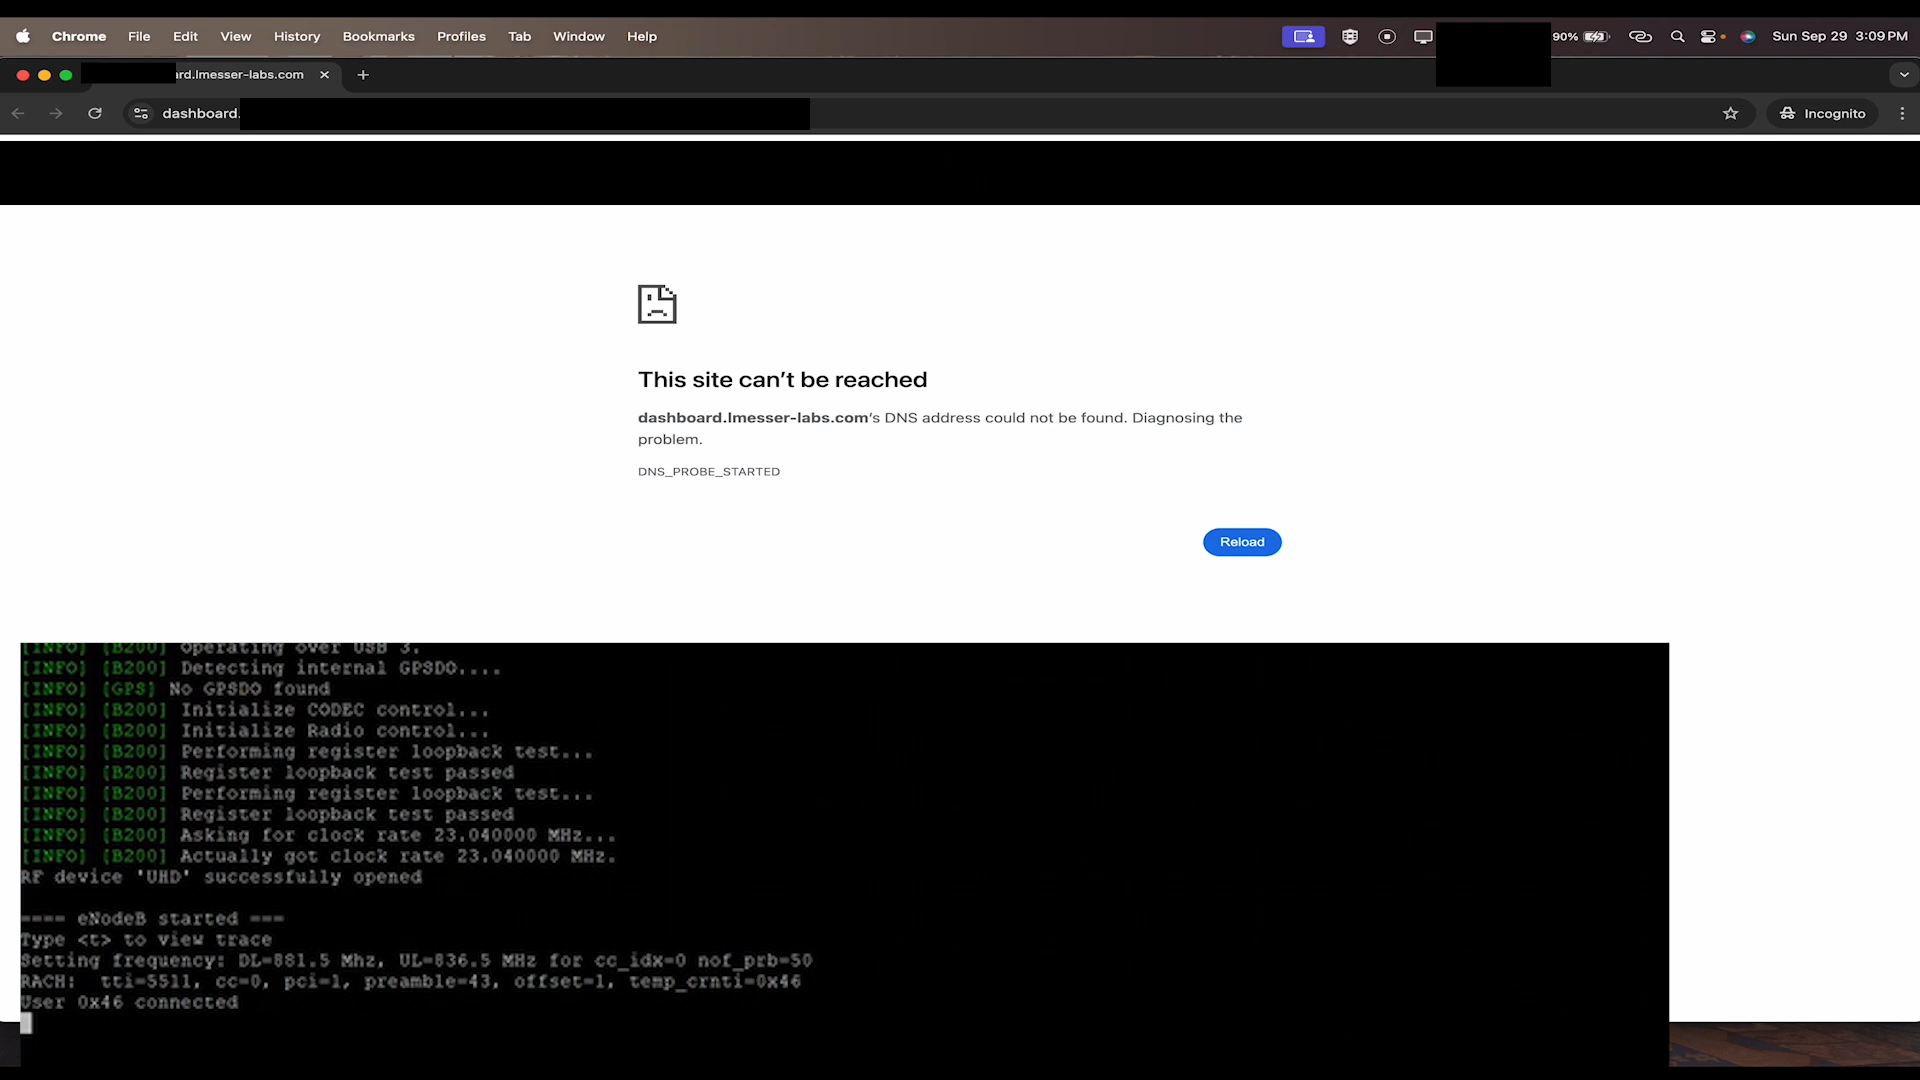 Chrome File Edit View History Bookmarks Profiles Tab Window Help 90% Sun Sep 29 3:09 PM
ard.lmesser-labs.com
dashboard.
Incognito
This site can’t be reached
dashboard.lmesser-labs.com’s DNS address could not be found. Diagnosing the
problem.
DNS_PROBE_STARTED
Reload
[INFO] [B200] Operating over USB 3.
[INFO] [B200] Detecting internal GPSDO....
[INFO] [GPS] No GPSDO found
[INFO] [B200] Initialize CODEC control...
[INFO] [B200] Initialize Radio control...
[INFO] [B200] Performing register loopback test...
[INFO] [B200] Register loopback test passed
[INFO] [B200] Performing register loopback test...
[INFO] [B200] Register loopback test passed
[INFO] [B200] Asking for clock rate 23.040000 MHz...
[INFO] [B200] Actually got clock rate 23.040000 MHz.
RF device 'UHD' successfully opened
==== eNodeB started ===
Type <t> to view trace
Setting frequency: DL=881.5 Mhz, UL=836.5 MHz for cc_idx=0 nof_prb=50
RACH: tti=5511, cc=0, pci=1, preamble=43, offset=1, temp_crnti=0x46
User 0x46 connected